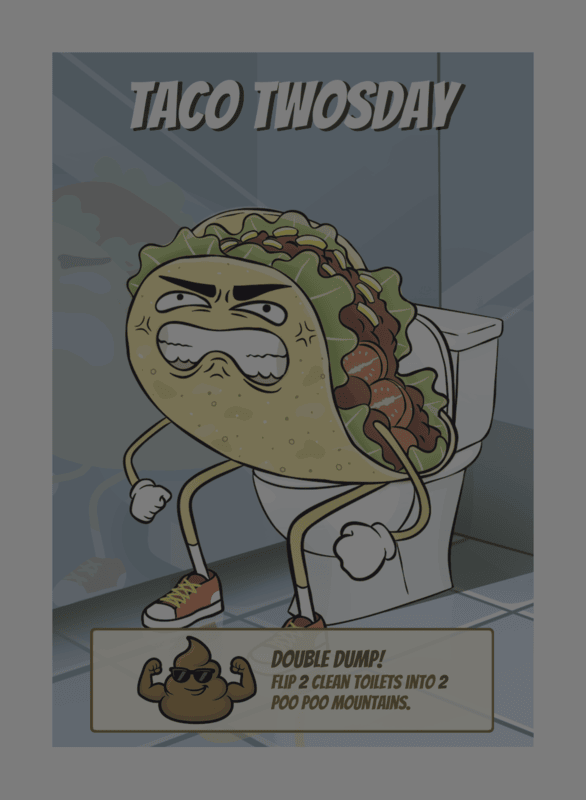 TACO TWOSDAY
DOUBLE DUMP!
FLIP 2 CLEAN TOILETS INTO 2
POO POO MOUNTAINS.